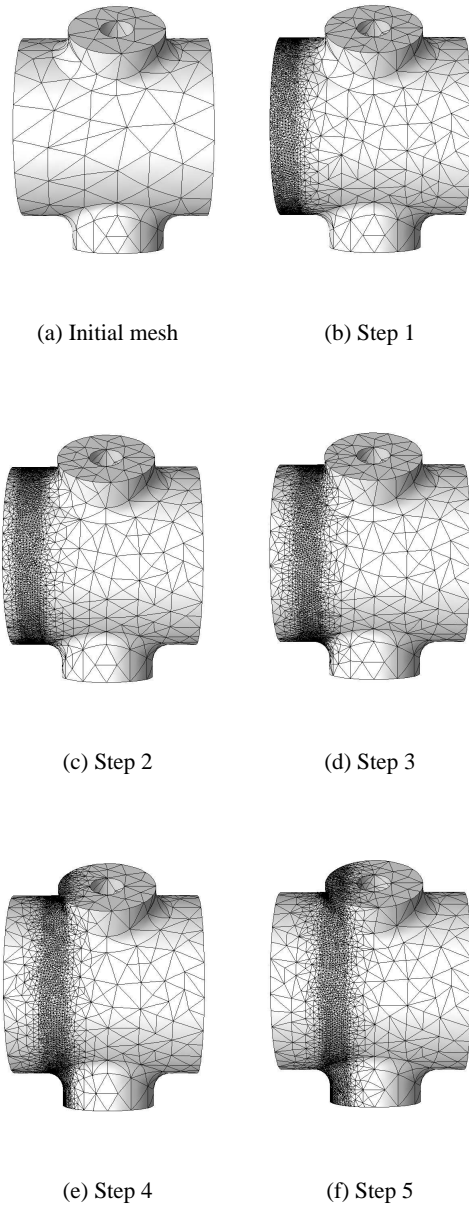 (a) Initial mesh
(b) Step 1
(c) Step 2
(d) Step 3
(e) Step 4
(f) Step 5